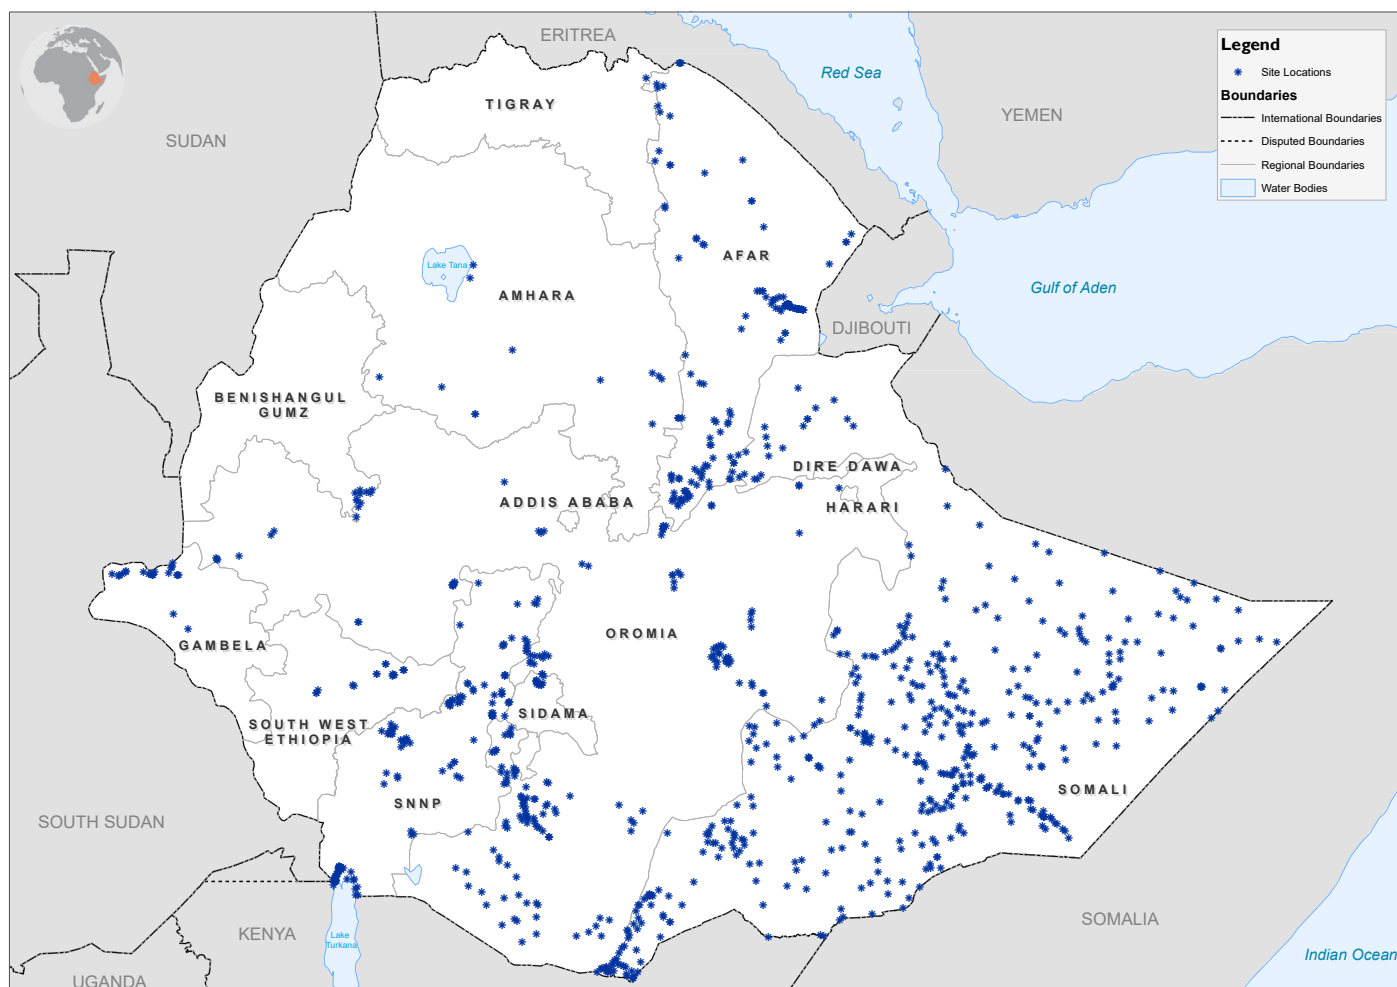 ERITREA
Legend
Site Locations
Boundaries
International Boundaries
Disputed Boundaries
Regional Boundaries
Water Bodies
Red Sea
YEMEN
TIGRAY
SUDAN
AFAR
Lake Tana
AMHARA
Gulf of Aden
DJIBOUTI
BENISHANGUL
GUMZ
DIRE DAWA
ADDIS ABABA
HARARI
OROMIA
GAMBELA
SIDAMA
SOUTH WEST
ETHIOPIA
SOMALI
SNNP
SOUTH SUDAN
SOMALIA
KENYA
Lake
Turkana
Indian Ocean
UGANDA